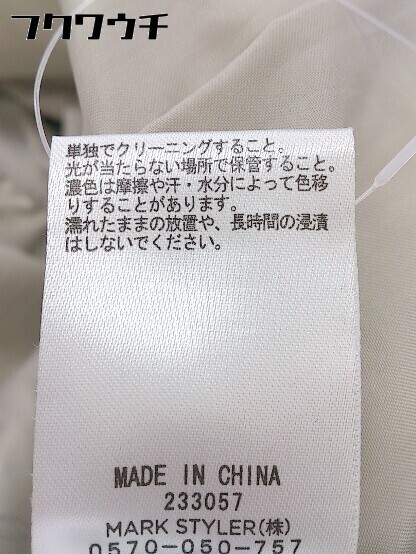 フクウウチ
単独でクリーニングすること。
光が当たらない場所で保管すること。
濃色は摩擦や汗・水分によって色移
りすることがあります。
濡れたままの放置や、長時間の浸漬
はしないでください。
MADE IN CHINA
233057
MARK STYLER(株)
0570-050-757